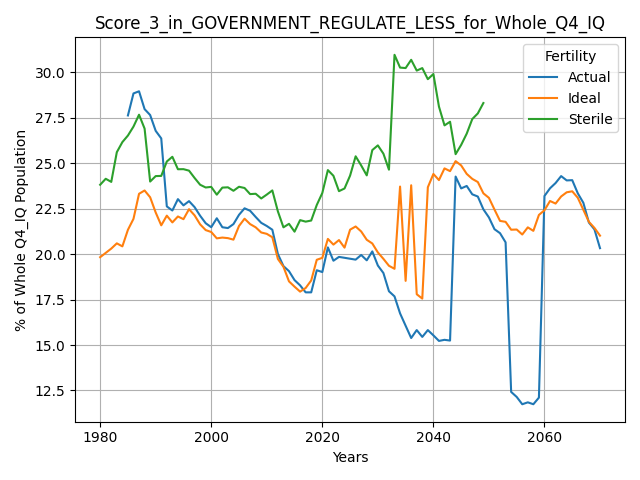 Score_3_in_GOVERNMENT_REGULATE_LESS_for_Whole_Q4_IQ
% of Whole Q4_IQ Population
30.0
27.5
25.0
22.5
20.0
17.5
15.0
12.5
Fertility
Actual
Ideal
Sterile
1980
2000
2020
2040
2060
Years